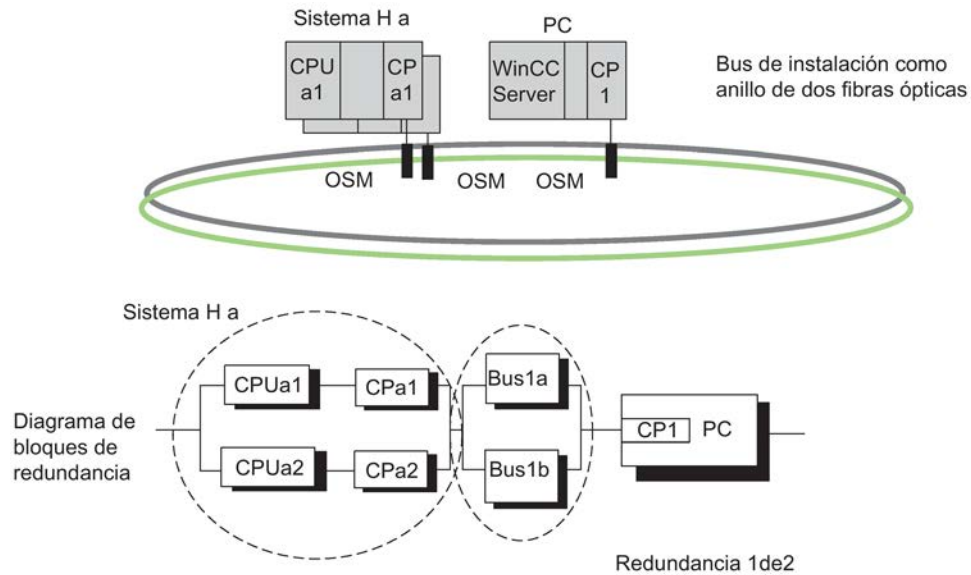 Sistema H a
PC
CPU
a1
CP
a1
WinCC
Server
CP
1
Bus de instalación como
anillo de dos fibras ópticas
OSM
OSM
OSM
Sistema H a
CPUa1
CPa1
Bus1a
Diagrama de
bloques de
redundancia
CP1
PC
CPUa2
CPa2
Bus1b
Redundancia 1de2